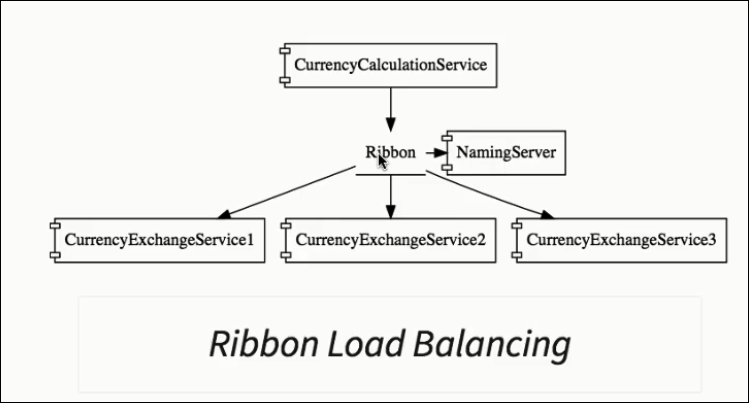 CurrencyCalculationService
Ribbon
NamingServer
CurrencyExchangeService1
CurrencyExchangeService2
CurrencyExchangeService3
Ribbon Load Balancing